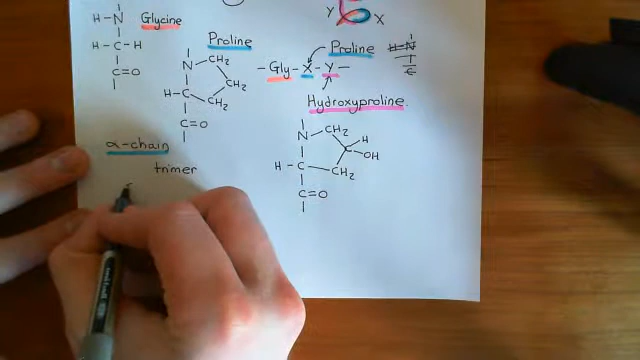 Y X
H-N Glycine
H-C-H
C=O
Proline
N CH2
CH2
H-C CH2
C=O
-Gly-X-Y-
Proline
Hydroxyproline.
N CH2
C H
OH
H-C CH2
C=O
α-chain
trimer